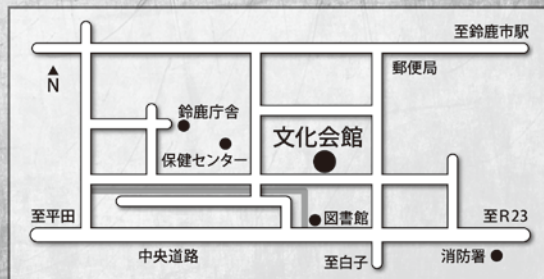 至鈴鹿市駅
郵便局
N
鈴鹿庁舎
文化会館
保健センター
至平田
図書館
至R23
中央道路
至白子
消防署